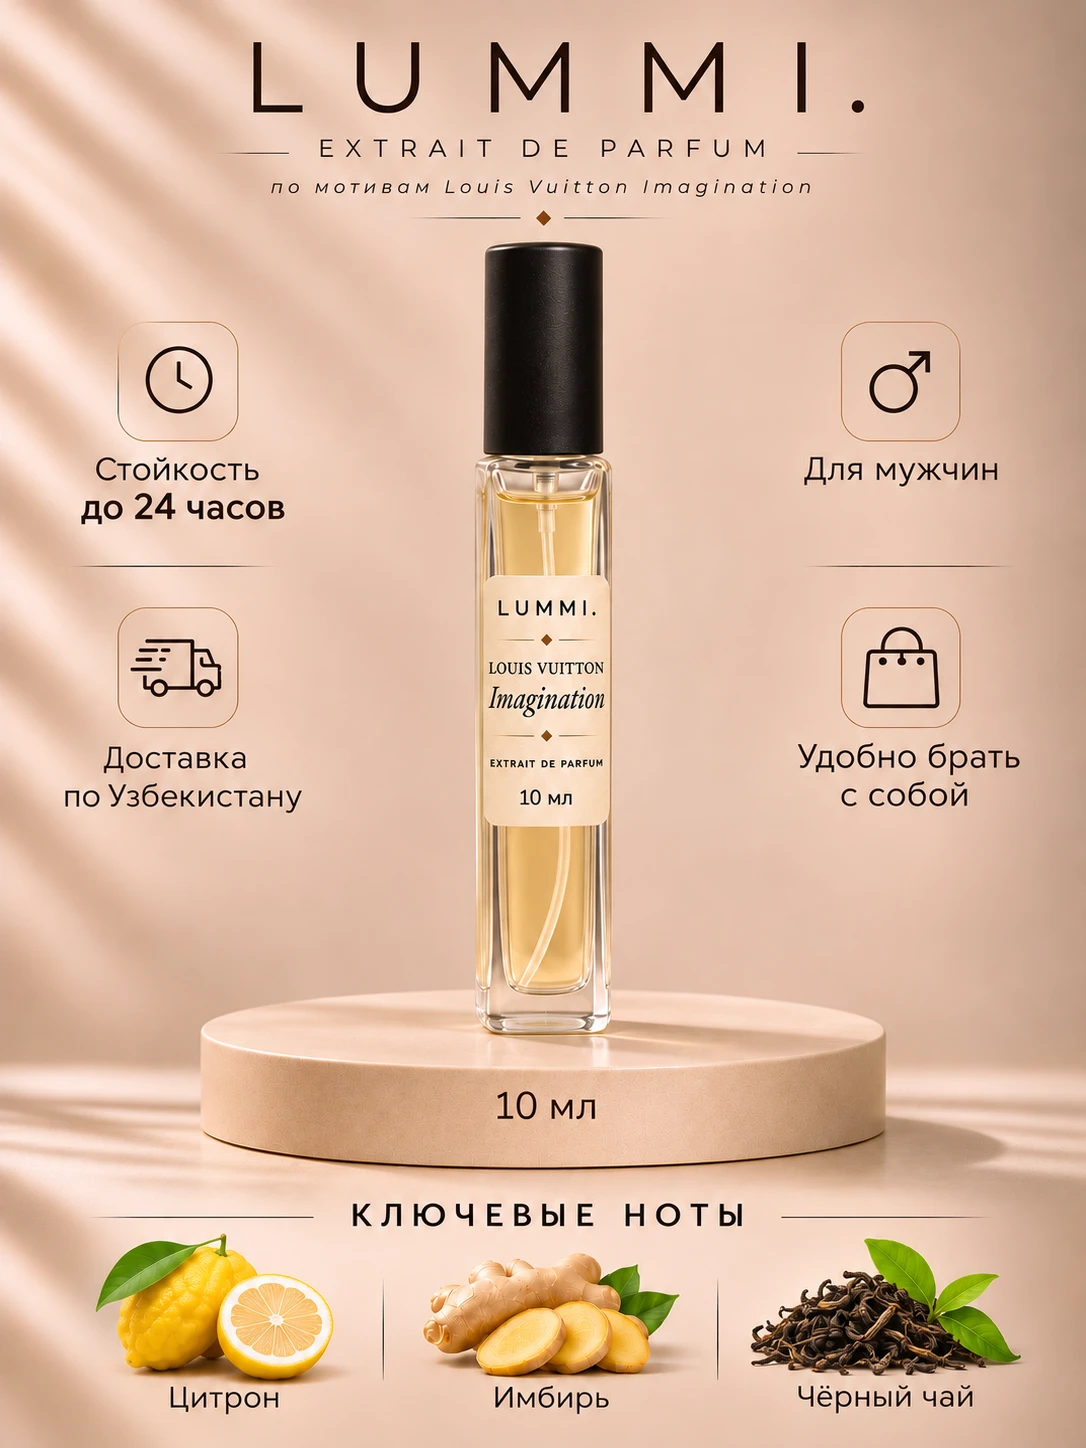 LUMMI.
EXTRAIT DE PARFUM
по мотивам Louis Vuitton Imagination
Стойкость
до 24 часов
Для мужчин
Доставка
по Узбекистану
Удобно брать
с собой
LUMMI.
LOUIS VUITTON
Imagination
EXTRAIT DE PARFUM
10 мл
10 мл
КЛЮЧЕВЫЕ НОТЫ
Цитрон
Имбирь
Чёрный чай